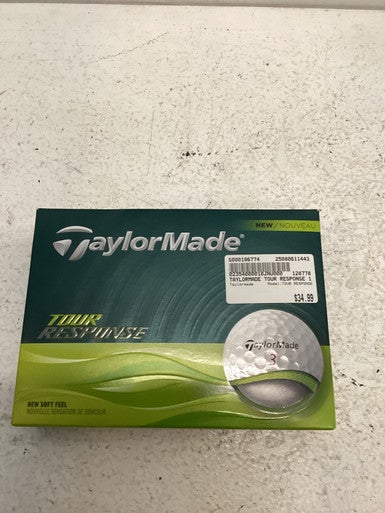 NEW//NOUVEAU
TaylorMade®
S000196774 25080611443
TAYLORMADE TOUR RESPONSE 1
Taylormade Model: TOUR RESPONSE
$34.99
TOUR
RESPONSE
TaylorMade
3
NEW SOFT FEEL
NOUVELLE SENSATION DE DOUCEUR